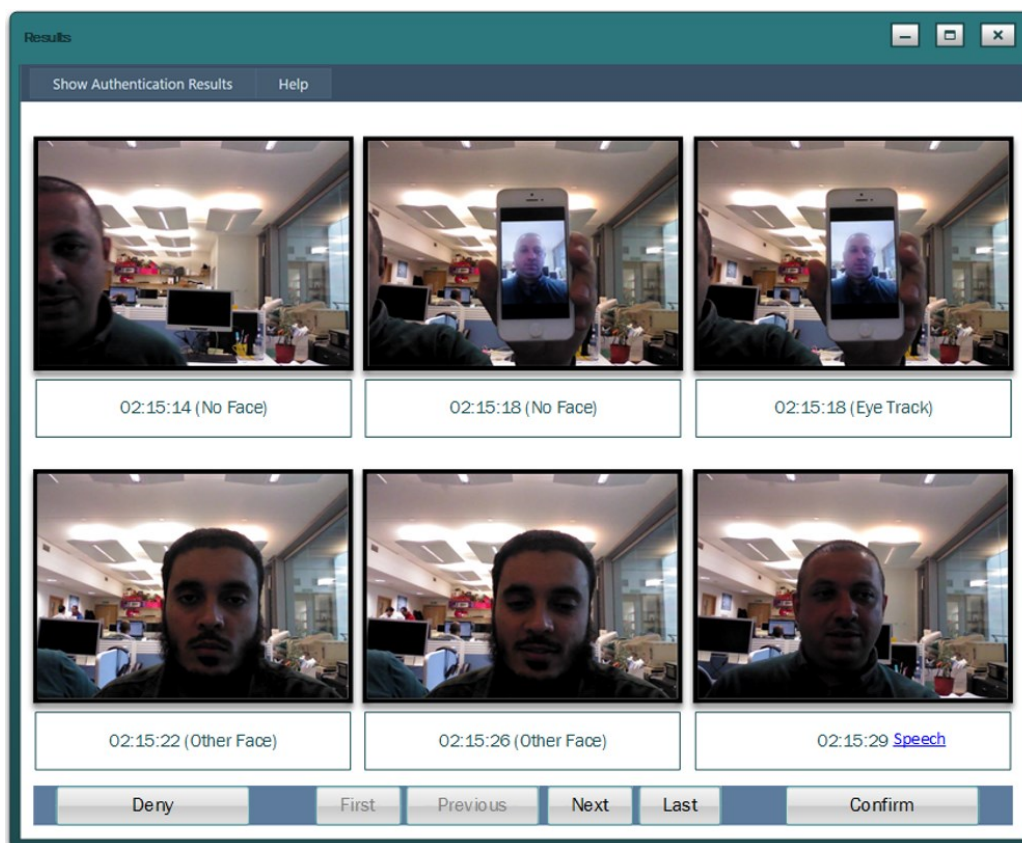 Results
Show Authentication Results Help
02:15:14 (No Face) 02:15:18 (No Face) 02:15:18 (Eye Track)
02:15:22 (Other Face) 02:15:26 (Other Face) 02:15:29 Speech
Deny First Previous Next Last Confirm